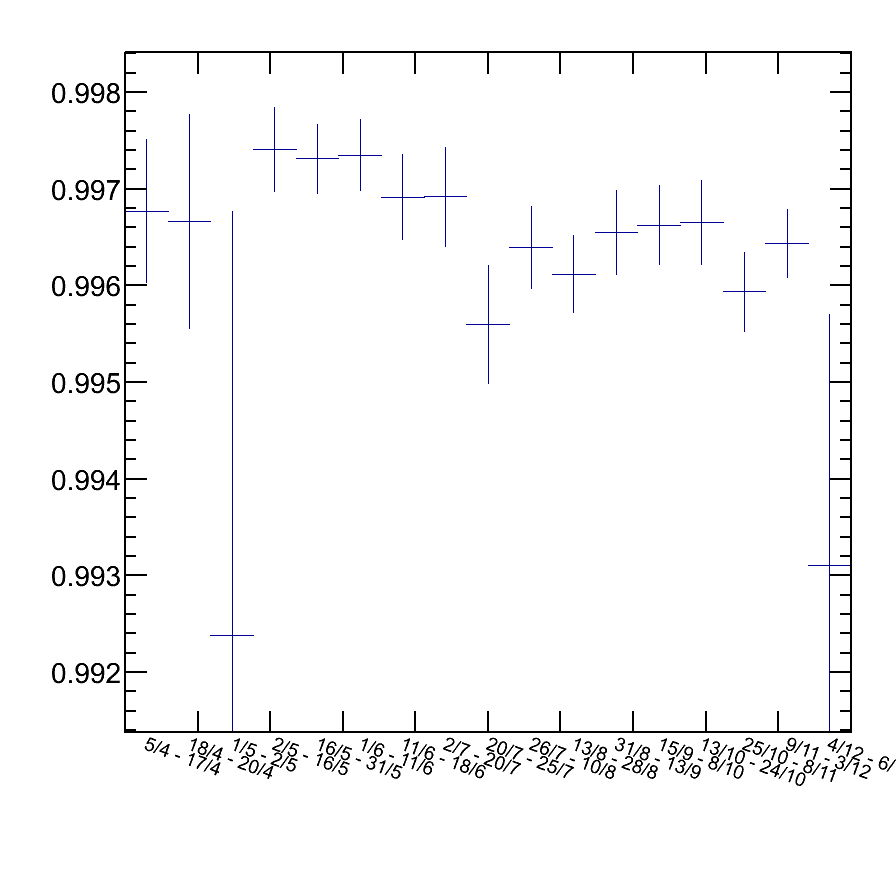 0.998
0.997
0.996
0.995
0.994
0.993
0.992
5/4 - 17/4
18/4 - 20/4
1/5 - 2/5
2/5 - 16/5
16/5 - 31/5
1/6 - 11/6
11/6 - 18/6
2/7 - 20/7
20/7 - 25/7
26/7 - 10/8
13/8 - 28/8
31/8 - 13/9
15/9 - 8/10
13/10 - 24/10
25/10 - 8/11
9/11 - 3/12
4/12 - 6/